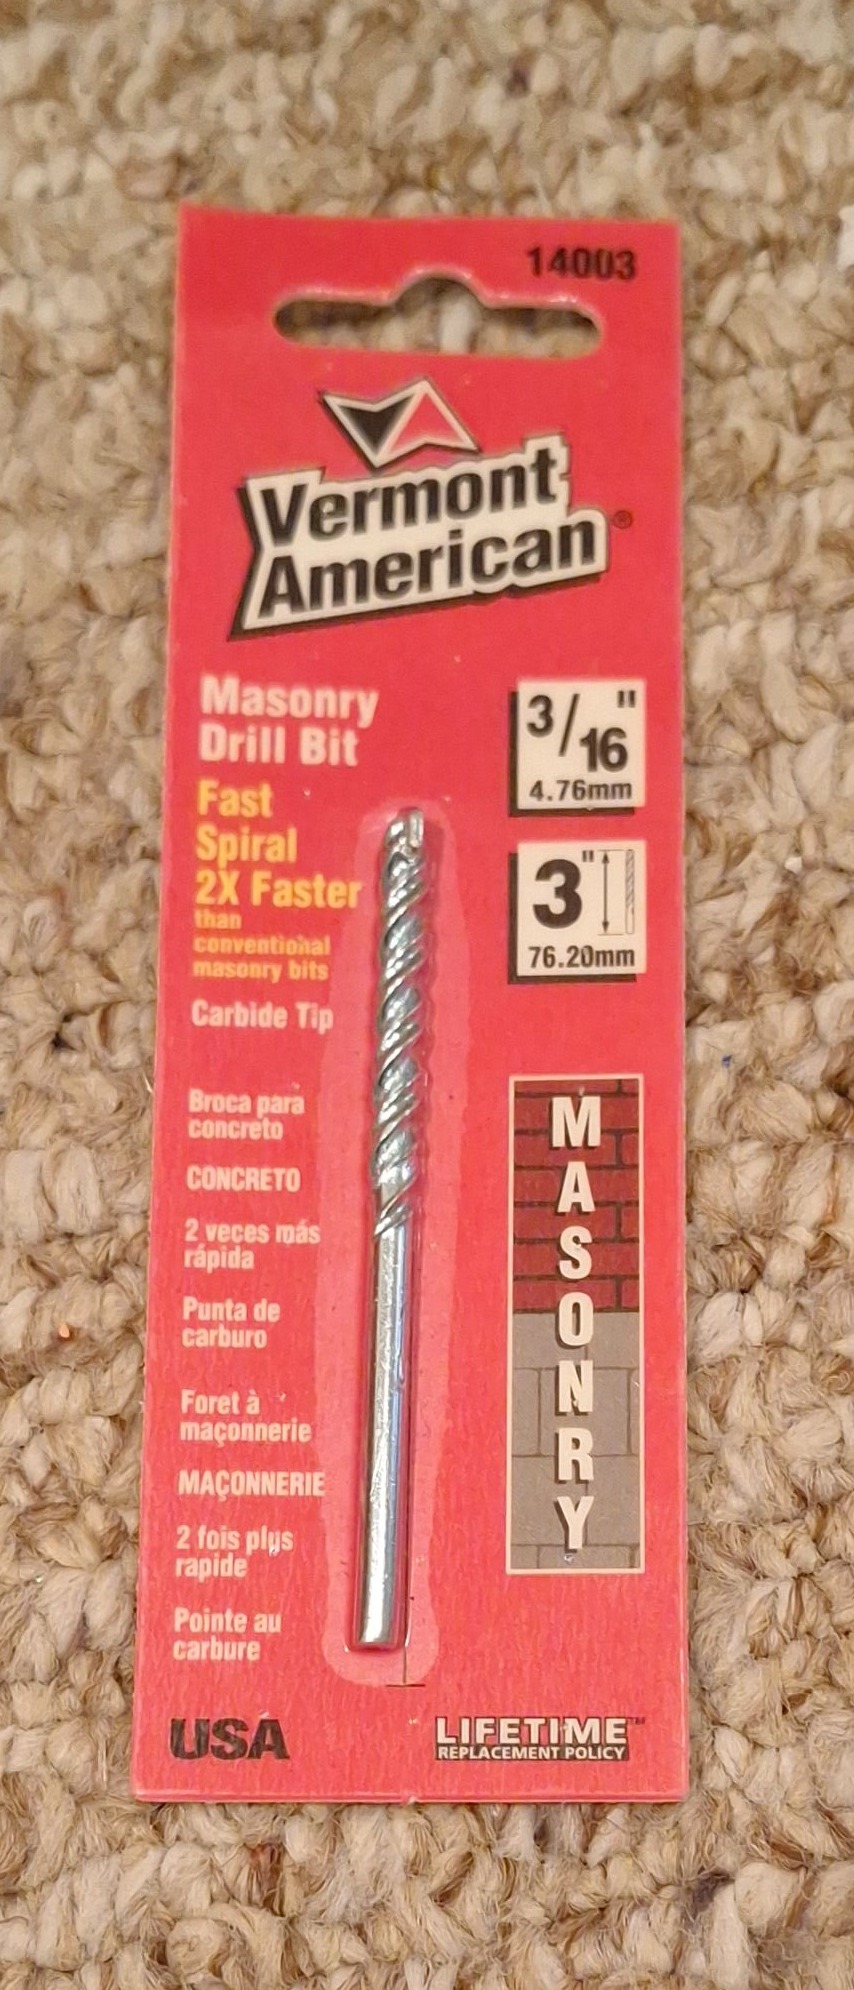 14003
Vermont
American®
Masonry
Drill Bit
Fast
Spiral
2X Faster
than
conventional
masonry bits
Carbide Tip
3/16"
4.76mm
3"
76.20mm
Broca para
concreto
CONCRETO
2 veces más
rápida
Punta de
carburo
Foret à
maçonnerie
MAÇONNERIE
2 fois plus
rapide
Pointe au
carbure
MASONRY
USA
LIFETIME™
REPLACEMENT POLICY